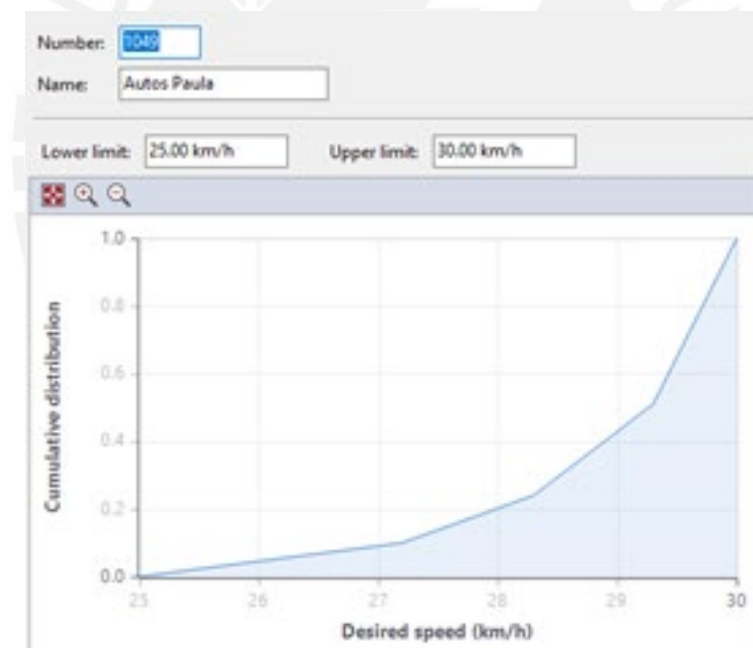 Number: 1049
Name: Autos Paula
Lower limit: 25.00 km/h Upper limit: 30.00 km/h
1.0
0.8
0.6
0.4
0.2
0.0
Cumulative distribution
25 26 27 28 29 30
Desired speed (km/h)